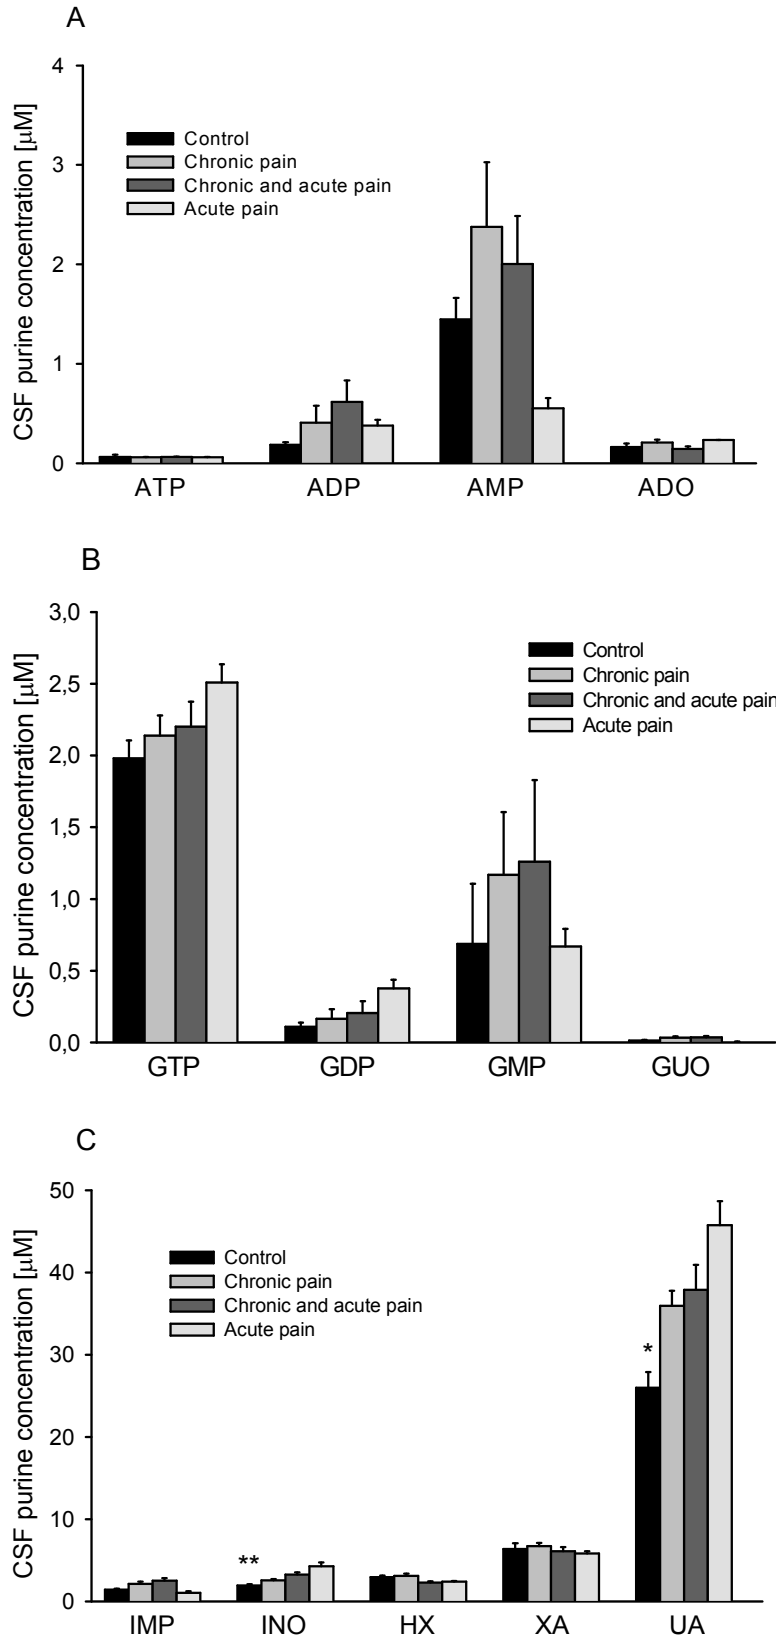 A
CSF purine concentration [µM]
4
3
2
1
0
Control
Chronic pain
Chronic and acute pain
Acute pain
ATP ADP AMP ADO
B
CSF purine concentration [µM]
3,0
2,5
2,0
1,5
1,0
0,5
0,0
Control
Chronic pain
Chronic and acute pain
Acute pain
GTP GDP GMP GUO
C
CSF purine concentration [µM]
50
40
30
20
10
0
Control
Chronic pain
Chronic and acute pain
Acute pain
*
**
IMP INO HX XA UA